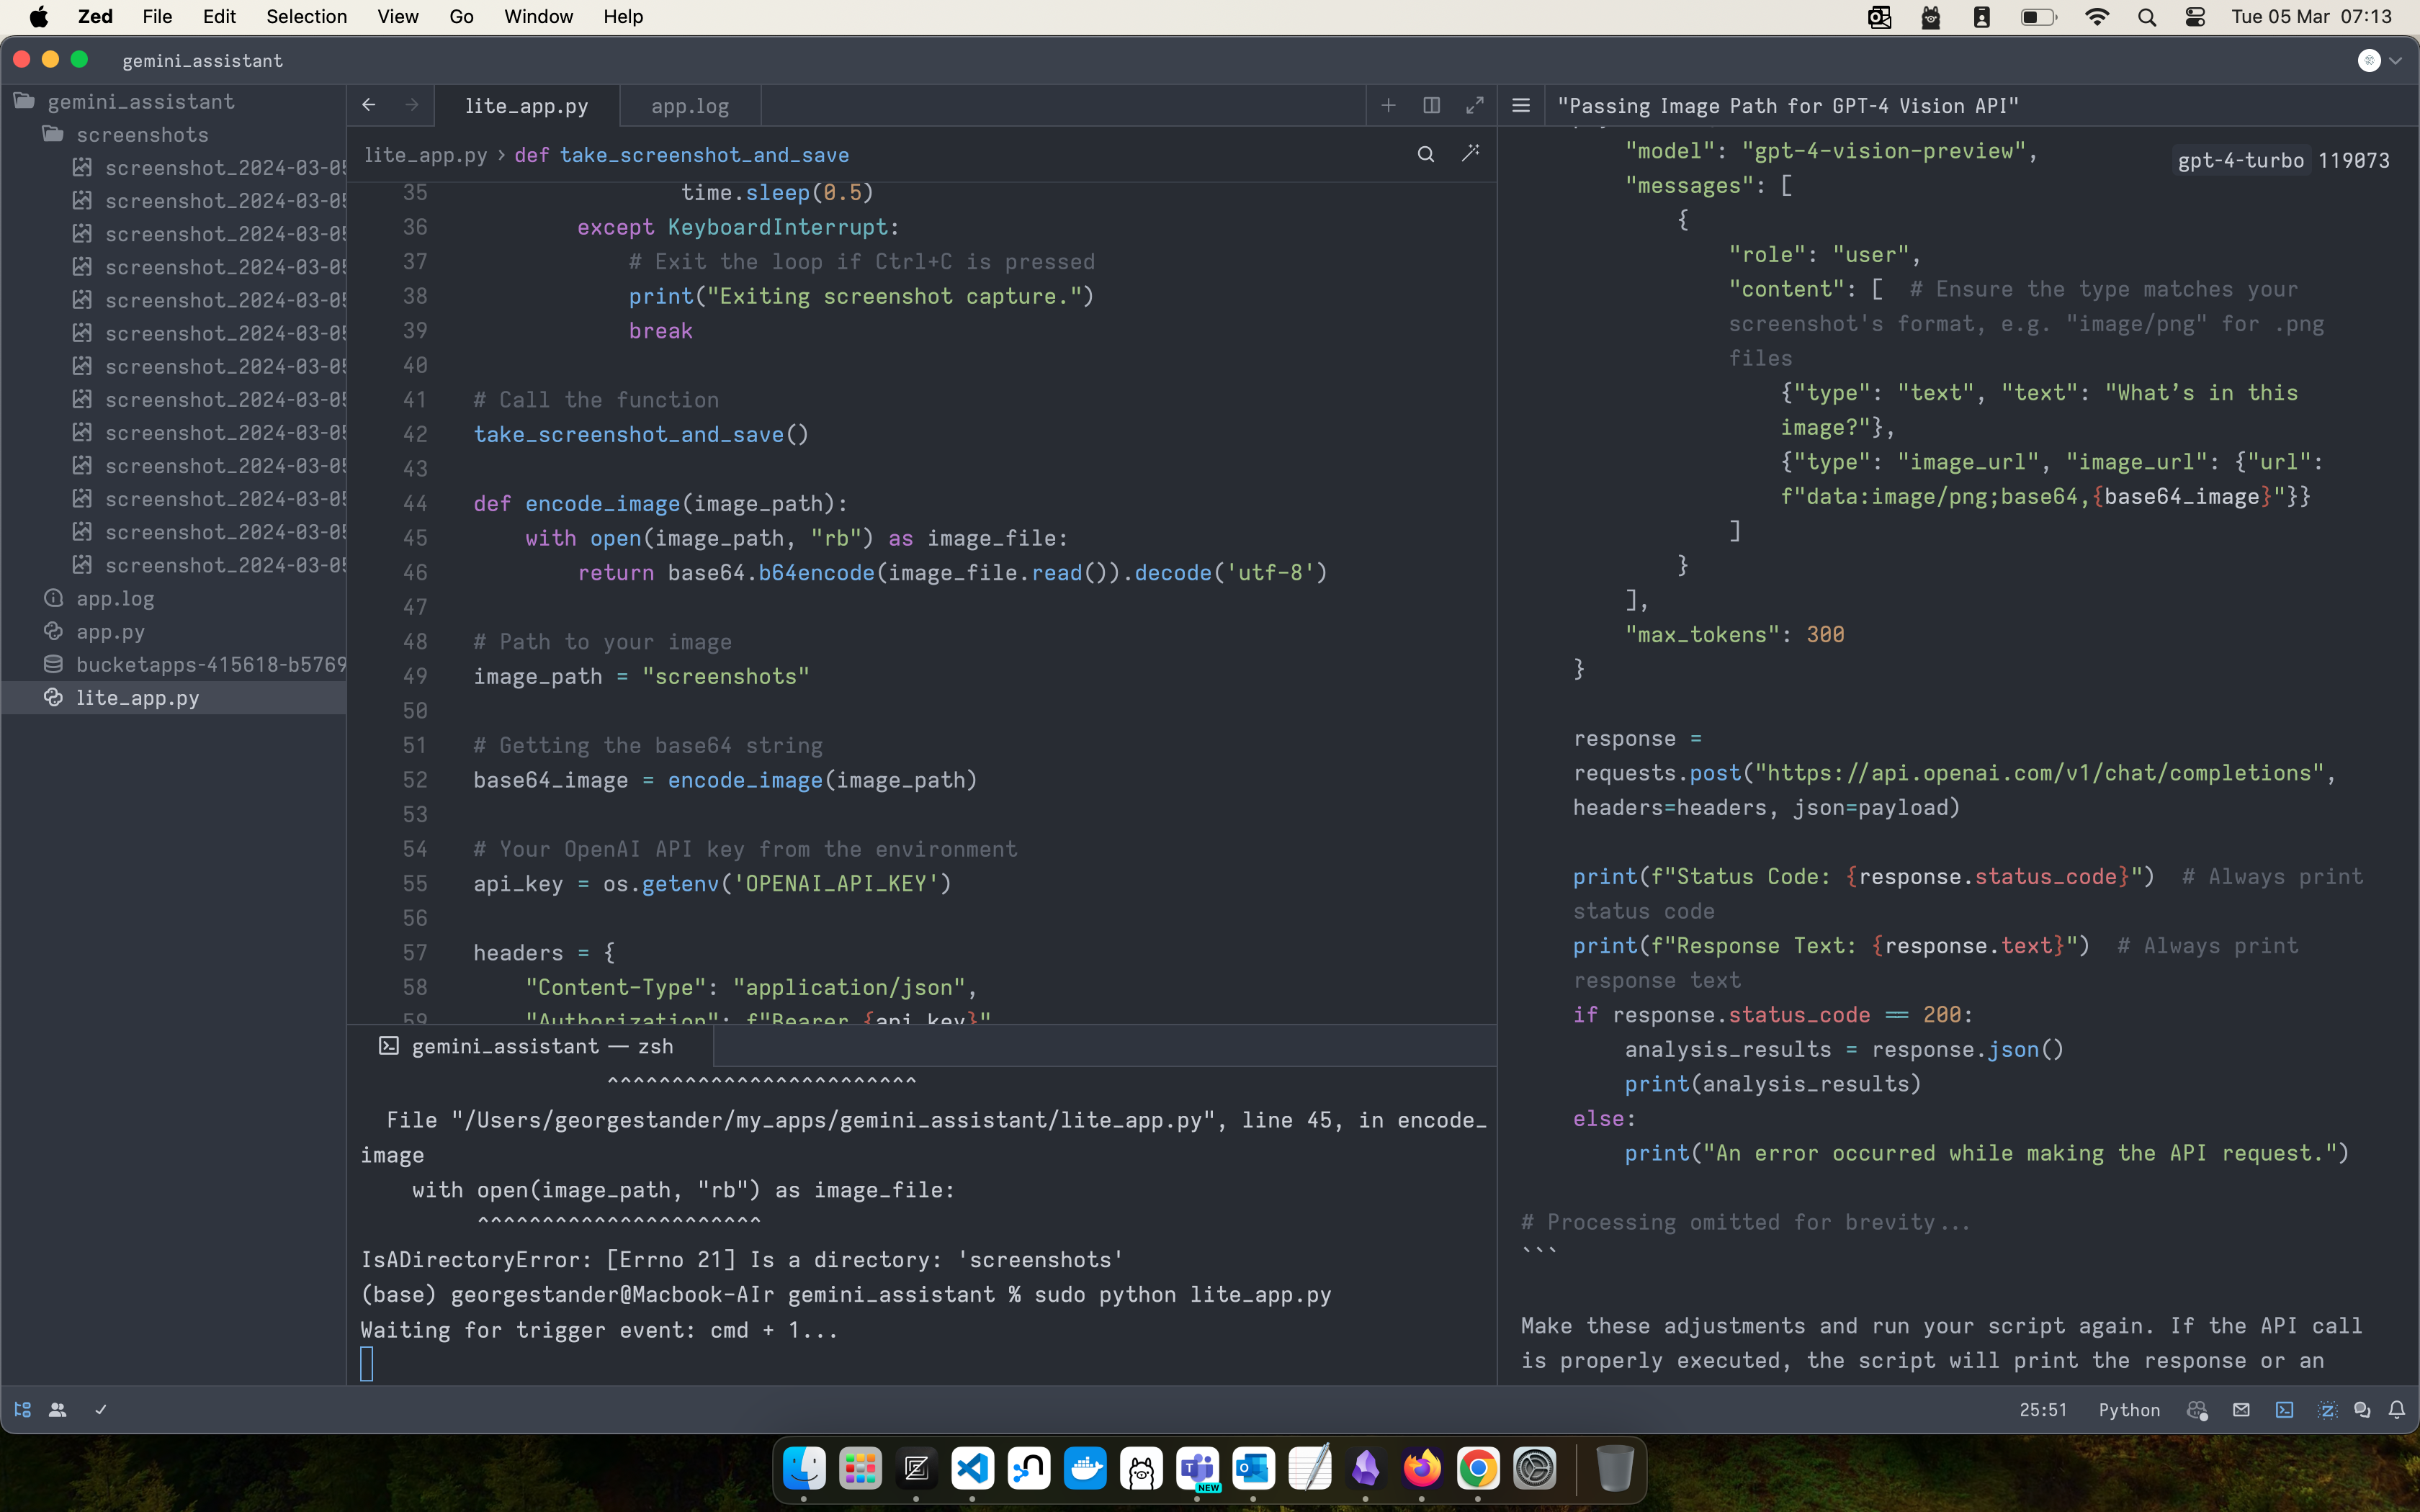 Zed File Edit Selection View Go Window Help
Tue 05 Mar 07:13
gemini_assistant
gemini_assistant
screenshots
screenshot_2024-03-05
screenshot_2024-03-05
screenshot_2024-03-05
screenshot_2024-03-05
screenshot_2024-03-05
screenshot_2024-03-05
screenshot_2024-03-05
screenshot_2024-03-05
screenshot_2024-03-05
screenshot_2024-03-05
screenshot_2024-03-05
screenshot_2024-03-05
screenshot_2024-03-05
app.log
app.py
bucketapps-415618-b5769
lite_app.py
lite_app.py app.log
lite_app.py › def take_screenshot_and_save
35 time.sleep(0.5)
36 except KeyboardInterrupt:
37 # Exit the loop if Ctrl+C is pressed
38 print("Exiting screenshot capture.")
39 break
40
41 # Call the function
42 take_screenshot_and_save()
43
44 def encode_image(image_path):
45 with open(image_path, "rb") as image_file:
46 return base64.b64encode(image_file.read()).decode('utf-8')
47
48 # Path to your image
49 image_path = "screenshots"
50
51 # Getting the base64 string
52 base64_image = encode_image(image_path)
53
54 # Your OpenAI API key from the environment
55 api_key = os.getenv('OPENAI_API_KEY')
56
57 headers = {
58 "Content-Type": "application/json",
59 "Authorization": f"Bearer {api_key}"
gemini_assistant — zsh
^^^^^^^^^^^^^^^^^^^^^^^^
File "/Users/georgestander/my_apps/gemini_assistant/lite_app.py", line 45, in encode_
image
with open(image_path, "rb") as image_file:
^^^^^^^^^^^^^^^^^^^^^^
IsADirectoryError: [Errno 21] Is a directory: 'screenshots'
(base) georgestander@Macbook-AIr gemini_assistant % sudo python lite_app.py
Waiting for trigger event: cmd + 1...
"Passing Image Path for GPT-4 Vision API"
gpt-4-turbo 119073
"model": "gpt-4-vision-preview",
"messages": [
{
"role": "user",
"content": [ # Ensure the type matches your
screenshot's format, e.g. "image/png" for .png
files
{"type": "text", "text": "What’s in this
image?"},
{"type": "image_url", "image_url": {"url":
f"data:image/png;base64,{base64_image}"}}
]
}
],
"max_tokens": 300
}
response =
requests.post("https://api.openai.com/v1/chat/completions",
headers=headers, json=payload)
print(f"Status Code: {response.status_code}") # Always print
status code
print(f"Response Text: {response.text}") # Always print
response text
if response.status_code == 200:
analysis_results = response.json()
print(analysis_results)
else:
print("An error occurred while making the API request.")
# Processing omitted for brevity...
```
Make these adjustments and run your script again. If the API call
is properly executed, the script will print the response or an
25:51 Python
NEW